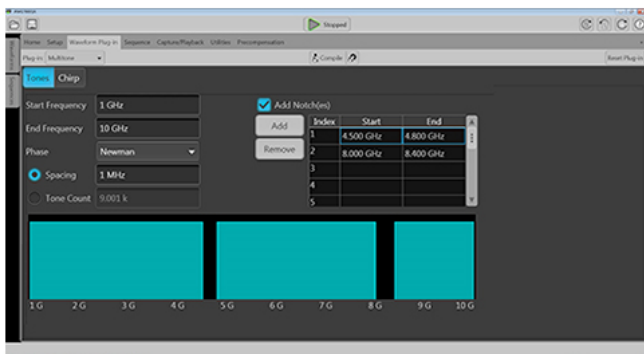 Stopped
Home Setup Waveform Plug-in Sequence Capture/Playback Utilities Precompensation
Plug-in: Multitone Compile Reset Plug-in
Tones Chirp
Start Frequency 1 GHz
End Frequency 10 GHz
Phase Newman
Spacing 1 MHz
Tone Count 9.001 k
Add Notch(es)
Add
Remove
Index Start End
1 4.500 GHz 4.800 GHz
2 8.000 GHz 8.400 GHz
3
4
5
1 G 2 G 3 G 4 G 5 G 6 G 7 G 8 G 9 G 10 G